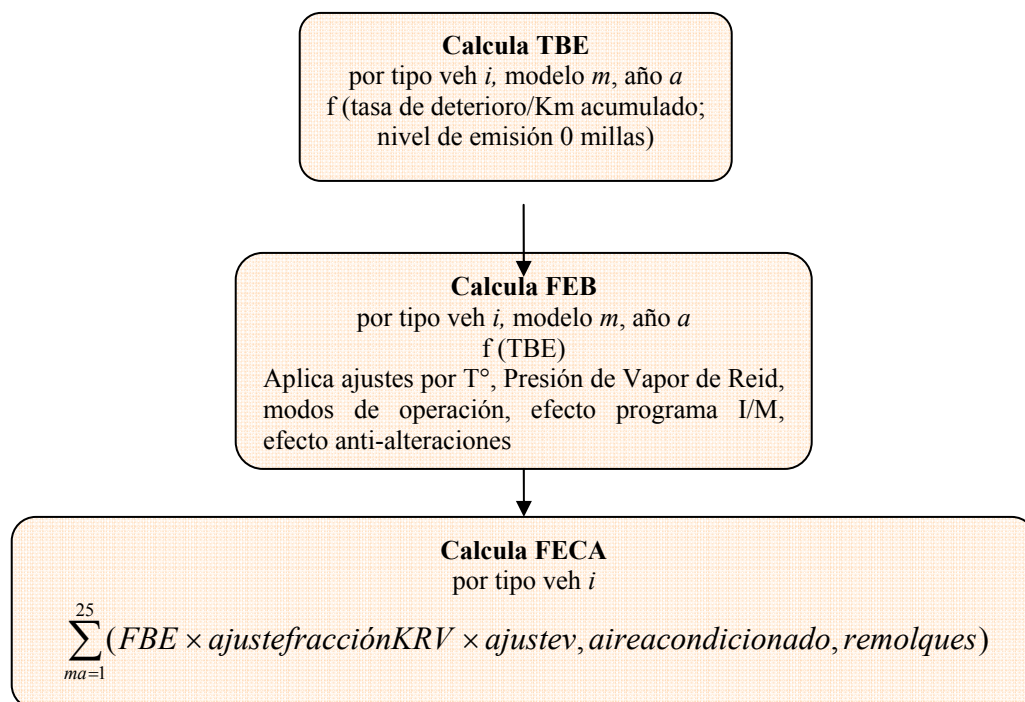 Calcula TBE
por tipo veh i, modelo m, año a
f (tasa de deterioro/Km acumulado;
nivel de emisión 0 millas)
Calcula FEB
por tipo veh i, modelo m, año a
f (TBE)
Aplica ajustes por T°, Presión de Vapor de Reid,
modos de operación, efecto programa I/M,
efecto anti-alteraciones
Calcula FECA
por tipo veh i
25
∑(FBE × ajustefracciónKRV × ajustev, aireacondicionado, remolques)
ma=1